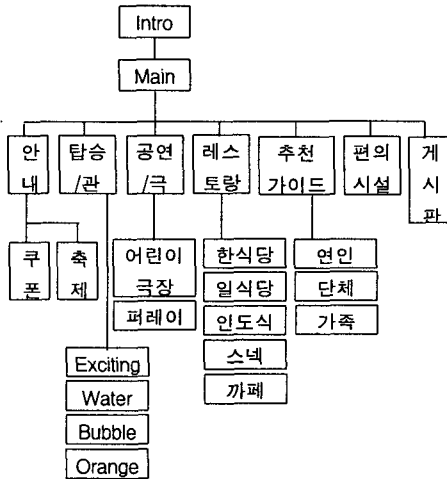 Intro
Main
안
내
탑승
/관
공연
/극
레스
토랑
추천
가이드
편의
시설
게
시
판
쿠
폰
축
제
어린이
극장
퍼레이
한식당
일식당
인도식
스넥
까페
연인
단체
가족
Exciting
Water
Bubble
Orange